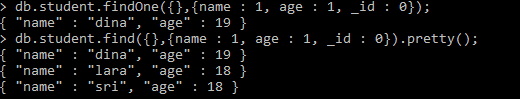 > db.student.findOne({},{name : 1, age : 1, _id : 0});
{ "name" : "dina", "age" : 19 }
> db.student.find({},{name : 1, age : 1, _id : 0}).pretty();
{ "name" : "dina", "age" : 19 }
{ "name" : "lara", "age" : 18 }
{ "name" : "sri", "age" : 18 }